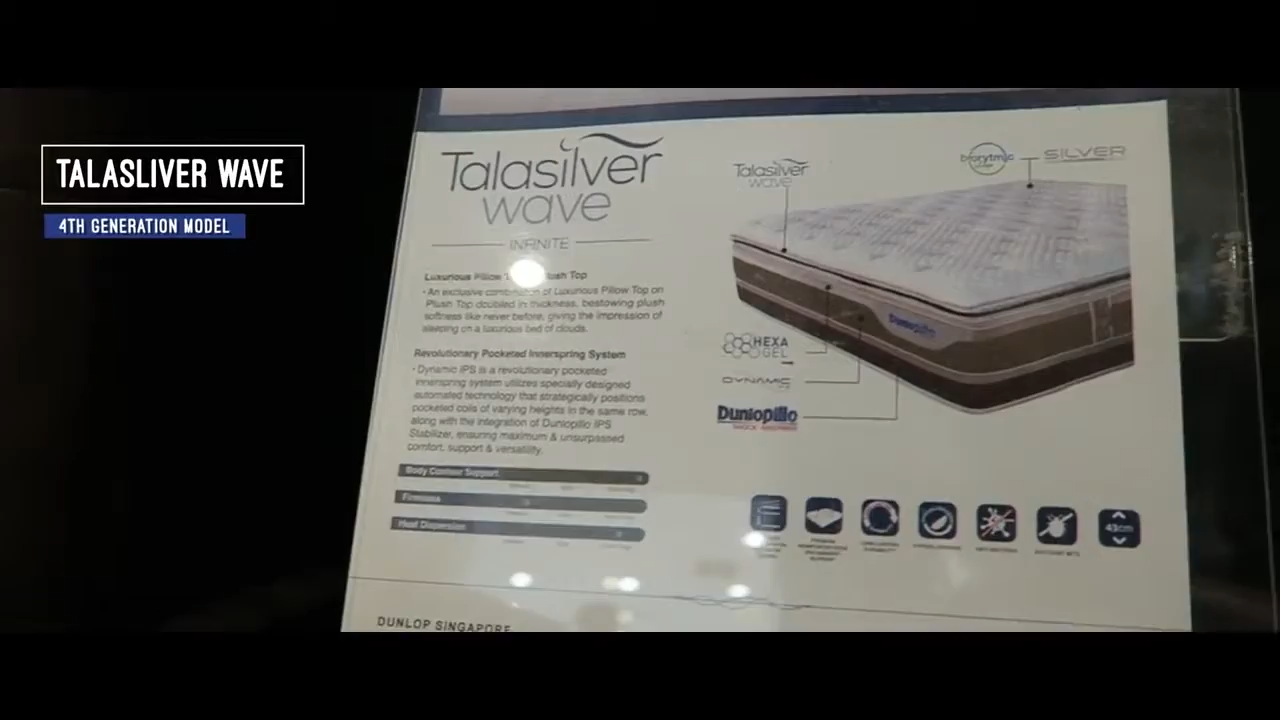 TALASLIVER WAVE
4TH GENERATION MODEL
Talasilver
wave
INFINITE
Luxurious Pillow Plush Top
• An exclusive combination of Luxurious Pillow Top on
Plush Top doubled in thickness, bestowing plush
softness like never before, giving the impression of
sleeping on a luxurious bed of clouds.
Revolutionary Pocketed Innerspring System
• Dynamic IPS is a revolutionary pocketed
innerspring system utilizes specially designed
automated technology that strategically positions
pocketed coils of varying heights in the same row,
along with the integration of Dunlopillo IPS
Stabilizer, ensuring maximum & unsurpassed
comfort, support & versatility.
Body Contour Support
Firmness
Heat Dispersion
Talasilver
wave
biorytmic
SILVER
Dunlopillo
HEXA
GEL
DYNAMIC
Dunlopillo
43cm
DUNLOP SINGAPORE